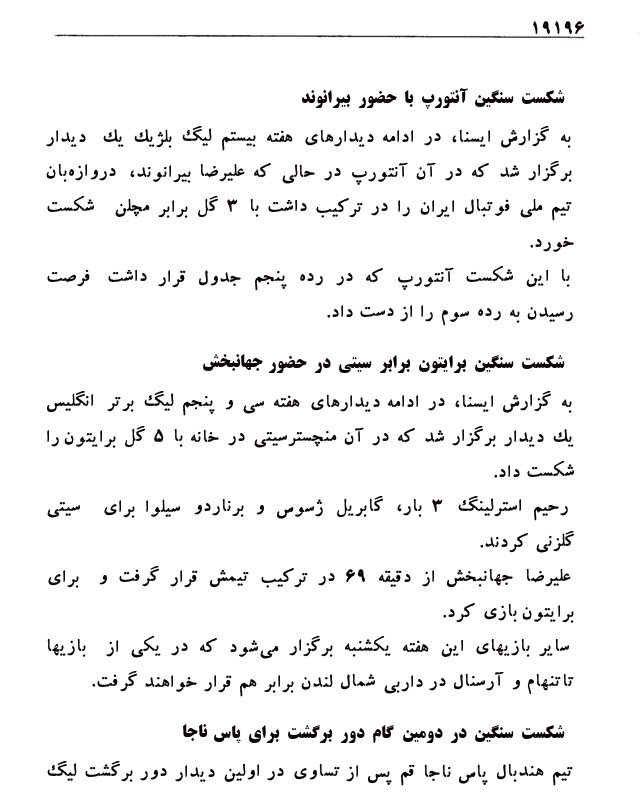 ۱۹۱۹۶
شکست سنگین آنتورپ با حضور بیرانوند
به گزارش ایسنا، در ادامه دیدارهای هفته بیستم لیگ بلژیك یك دیدار
برگزار شد که در آن آنتورپ در حالی که علیرضا بیرانوند، دروازه‌بان
تیم ملی فوتبال ایران را در ترکیب داشت با ۳ گل برابر مچلن شکست
خورد.
با این شکست آنتورپ که در رده پنجم جدول قرار داشت فرصت
رسیدن به رده سوم را از دست داد.
شکست سنگین برایتون برابر سیتی در حضور جهانبخش
به گزارش ایسنا، در ادامه دیدارهای هفته سی و پنجم لیگ برتر انگلیس
یك دیدار برگزار شد که در آن منچسترسیتی در خانه با ۵ گل برایتون را
شکست داد.
رحیم استرلینگ ۳ بار، گابریل ژسوس و برناردو سیلوا برای سیتی
گلزنی کردند.
علیرضا جهانبخش از دقیقه ۶۹ در ترکیب تیمش قرار گرفت و برای
برایتون بازی کرد.
سایر بازیهای این هفته یکشنبه برگزار می‌شود که در یکی از بازیها
تاتنهام و آرسنال در داربی شمال لندن برابر هم قرار خواهند گرفت.
شکست سنگین در دومین گام دور برگشت برای پاس ناجا
تیم هندبال پاس ناجا قم پس از تساوی در اولین دیدار دور برگشت لیگ